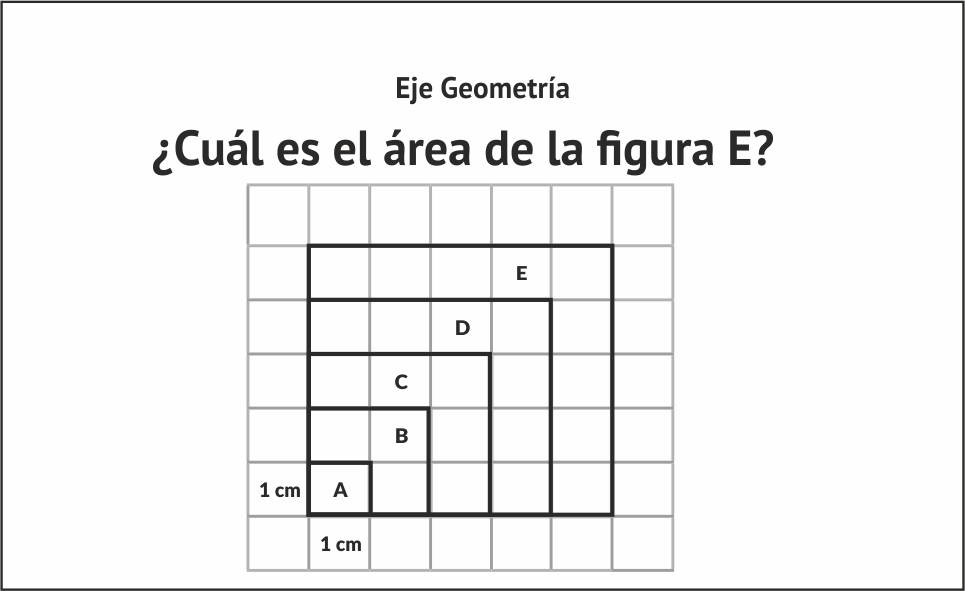 Eje Geometría
¿Cuál es el área de la figura E?
E
D
C
B
1 cm A
1 cm